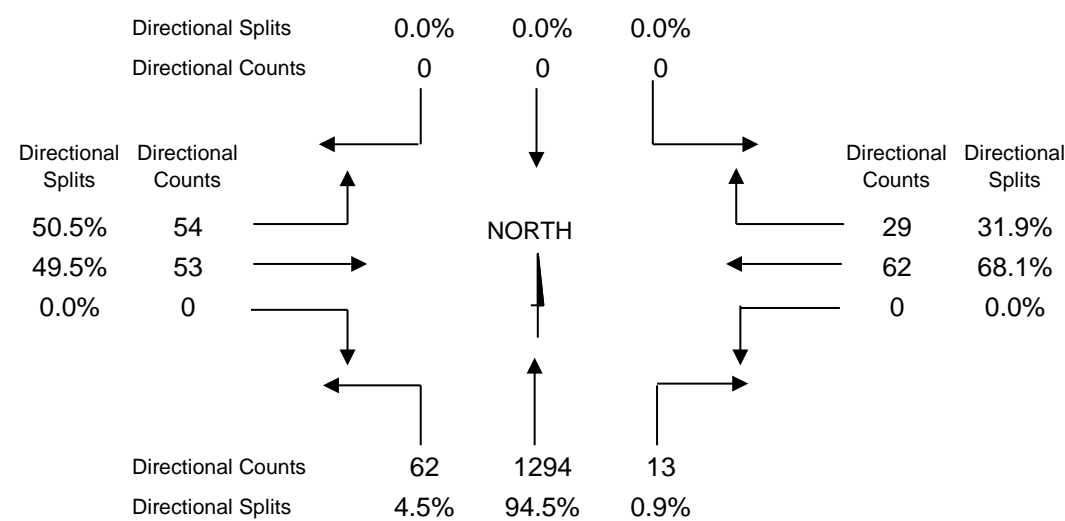 Directional Splits 0.0% 0.0% 0.0%
Directional Counts 0 0 0
Directional Directional Directional Directional
Splits Counts Counts Splits
50.5% 54 NORTH 29 31.9%
49.5% 53 62 68.1%
0.0% 0 0 0.0%
Directional Counts 62 1294 13
Directional Splits 4.5% 94.5% 0.9%